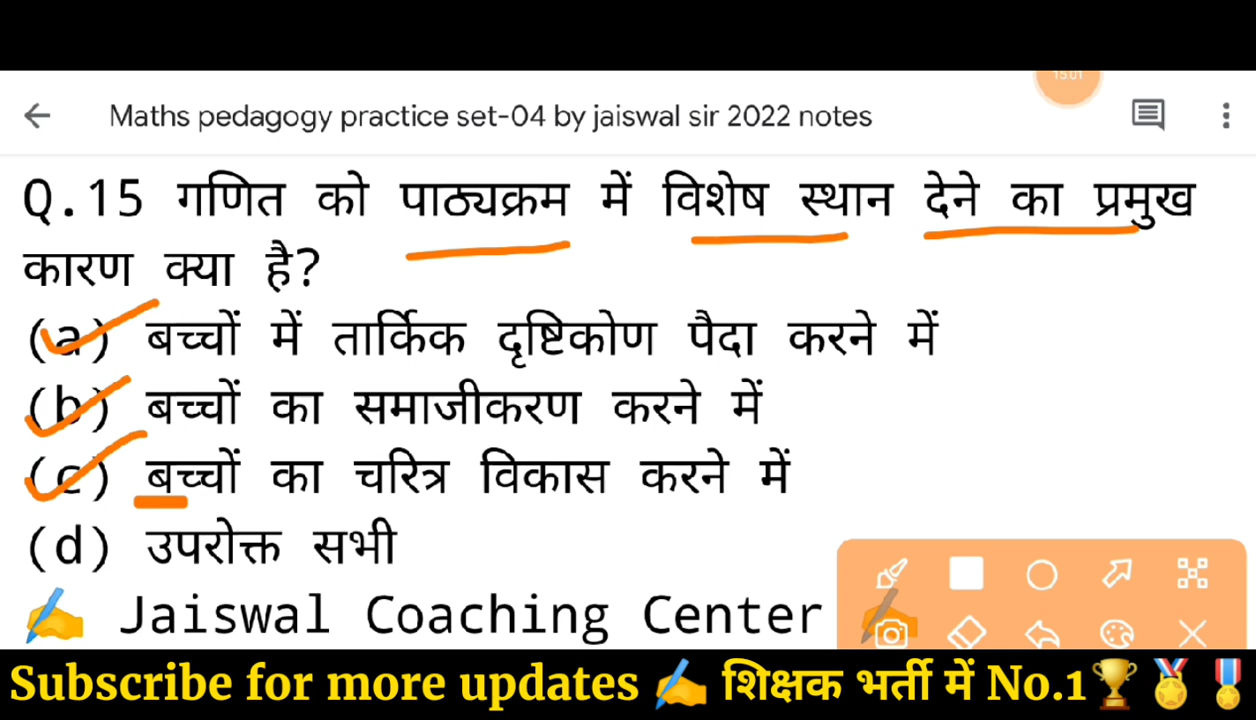 15:01
Maths pedagogy practice set-04 by jaiswal sir 2022 notes
Q.15 गणित को पाठ्यक्रम में विशेष स्थान देने का प्रमुख
कारण क्या है?
(a) बच्चों में तार्किक दृष्टिकोण पैदा करने में
(b) बच्चों का समाजीकरण करने में
(c) बच्चों का चरित्र विकास करने में
(d) उपरोक्त सभी
✍️ Jaiswal Coaching Center ✍️
Subscribe for more updates ✍️ शिक्षक भर्ती में No.1🏆🏅🎖️